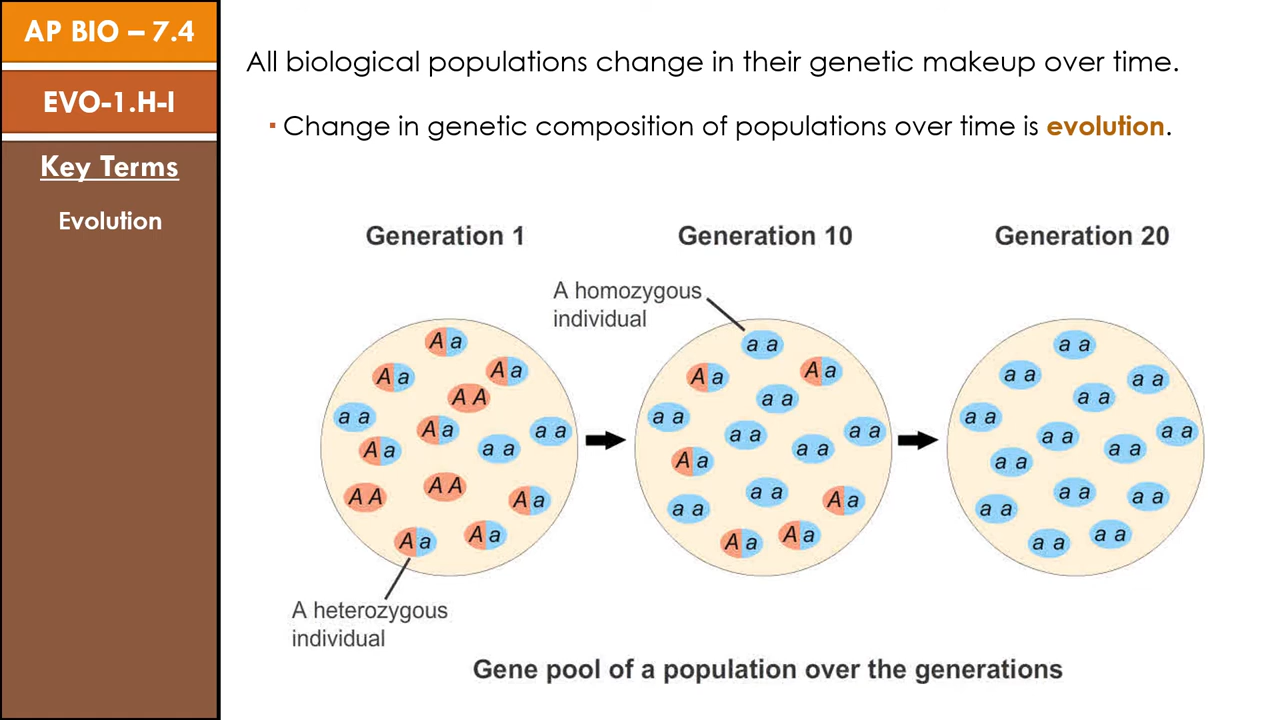 AP BIO – 7.4
EVO-1.H-I
Key Terms
Evolution
All biological populations change in their genetic makeup over time.
▪ Change in genetic composition of populations over time is evolution.
Generation 1
Generation 10
Generation 20
A homozygous
individual
A a
A a
A a
A A
a a
A a
a a
A a
a a
A A
A A
A a
A a
A a
A heterozygous
individual
a a
A a
A a
a a
a a
a a
a a
a a
A a
a a
a a
A a
A a
A a
a a
a a
a a
a a
a a
a a
a a
a a
a a
a a
a a
a a
a a
a a
Gene pool of a population over the generations